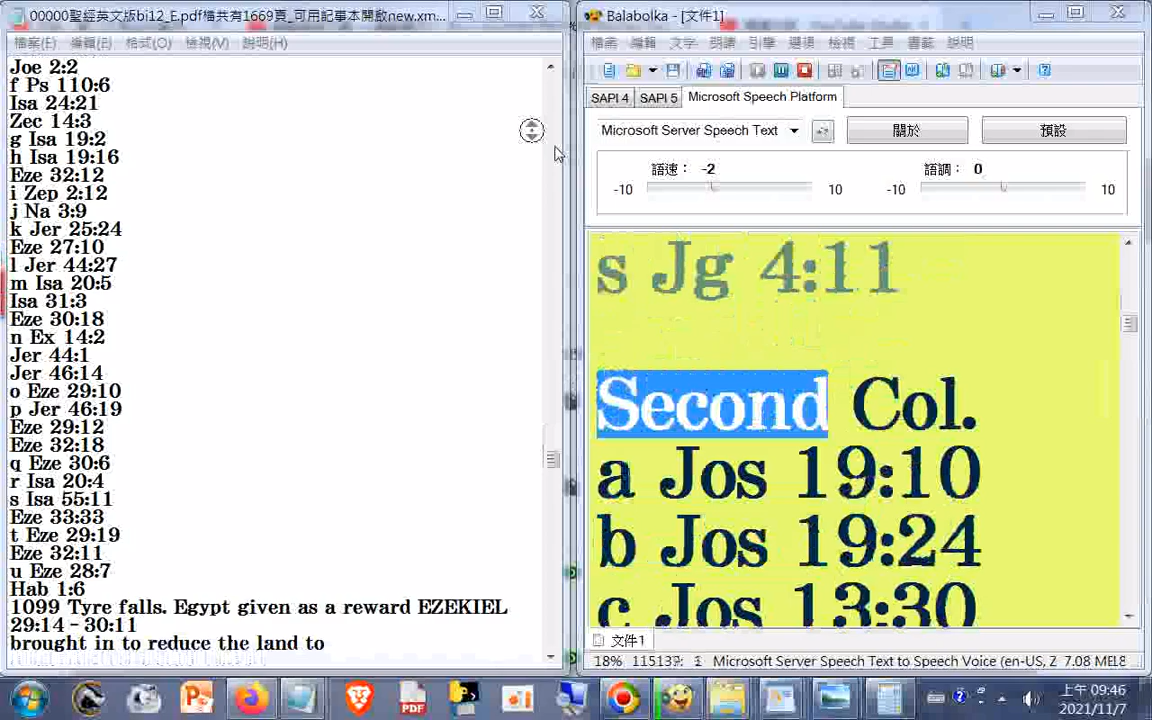 00000聖經英文版bi12_E.pdf檔共有1669頁_可用記事本開啟new.xm...
檔案(F) 編輯(E) 格式(O) 檢視(V) 說明(H)
Joe 2:2
f Ps 110:6
Isa 24:21
Zec 14:3
g Isa 19:2
h Isa 19:16
Eze 32:12
i Zep 2:12
j Na 3:9
k Jer 25:24
Eze 27:10
l Jer 44:27
m Isa 20:5
Isa 31:3
Eze 30:18
n Ex 14:2
Jer 44:1
Jer 46:14
o Eze 29:10
p Jer 46:19
Eze 29:12
Eze 32:18
q Eze 30:6
r Isa 20:4
s Isa 55:11
Eze 33:33
t Eze 29:19
Eze 32:11
u Eze 28:7
Hab 1:6
1099 Tyre falls. Egypt given as a reward EZEKIEL
29:14 - 30:11
brought in to reduce the land to
Balabolka - [文件1]
檔案 編輯 文字 朗讀 引擎 選項 檢視 工具 書籤 說明
SAPI 4 SAPI 5 Microsoft Speech Platform
Microsoft Server Speech Text 關於 預設
語速： -2 語調： 0
-10 10 -10 10
s Jg 4:11
Second Col.
a Jos 19:10
b Jos 19:24
c Jos 13:30
文件1
18% 115137: 1 Microsoft Server Speech Text to Speech Voice (en-US, Z 7.08 MEL8
PDF
上午 09:46
2021/11/7